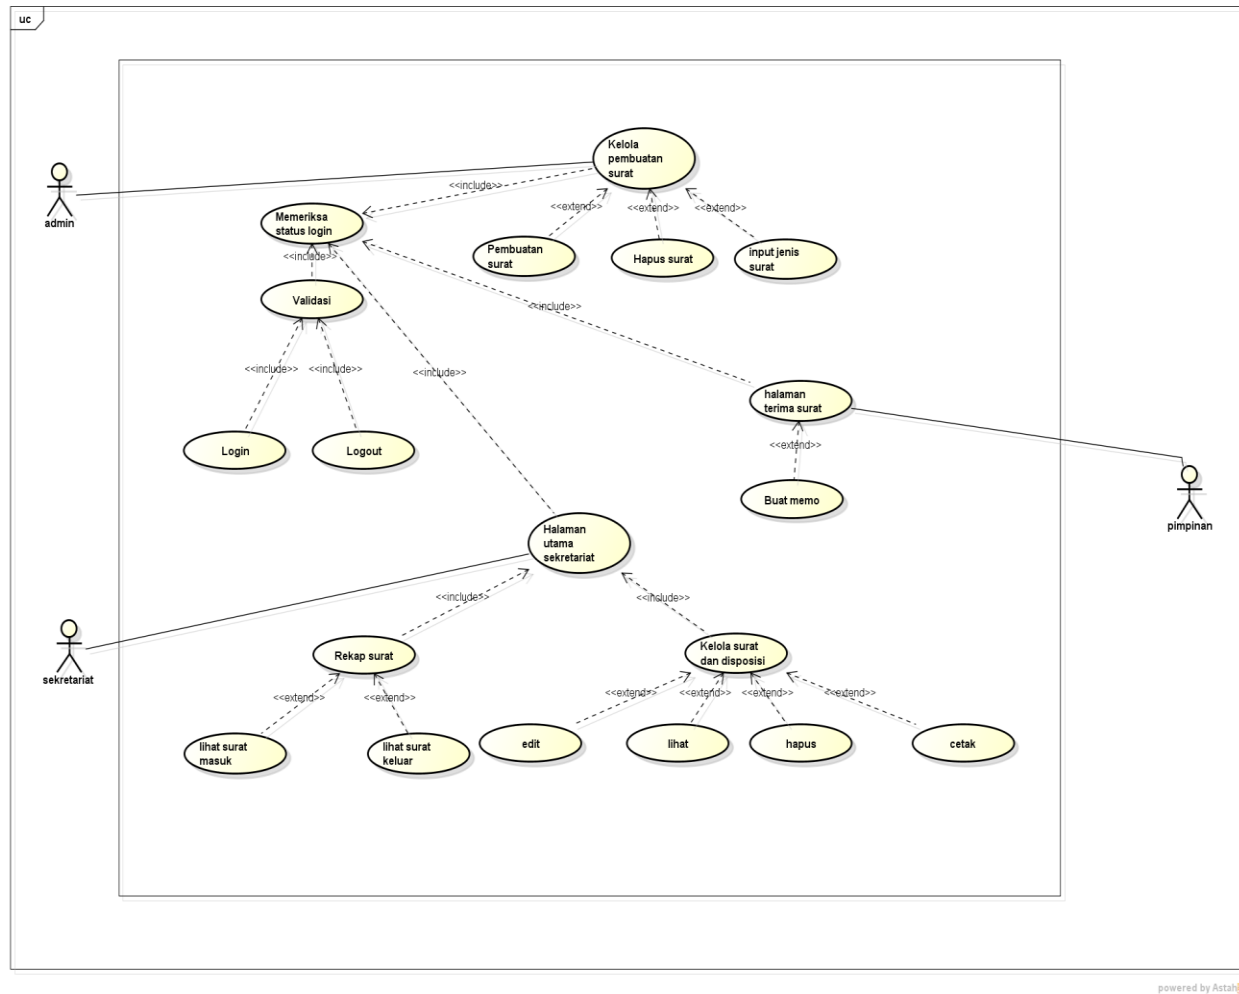 uc
Kelola
pembuatan
surat
admin
<<include>>
<<extend>>
<<extend>>
<<extend>>
Memeriksa
status login
Pembuatan
surat
Hapus surat
input jenis
surat
<<include>>
Validasi
<<include>>
<<include>>
<<include>>
<<include>>
halaman
terima surat
<<extend>>
Login
Logout
Buat memo
pimpinan
Halaman
utama
sekretariat
<<include>>
<<include>>
sekretariat
Rekap surat
Kelola surat
dan disposisi
<<extend>>
<<extend>>
<<extend>>
<<extend>>
<<extend>>
<<extend>>
lihat surat
masuk
lihat surat
keluar
edit
lihat
hapus
cetak
powered by Astah